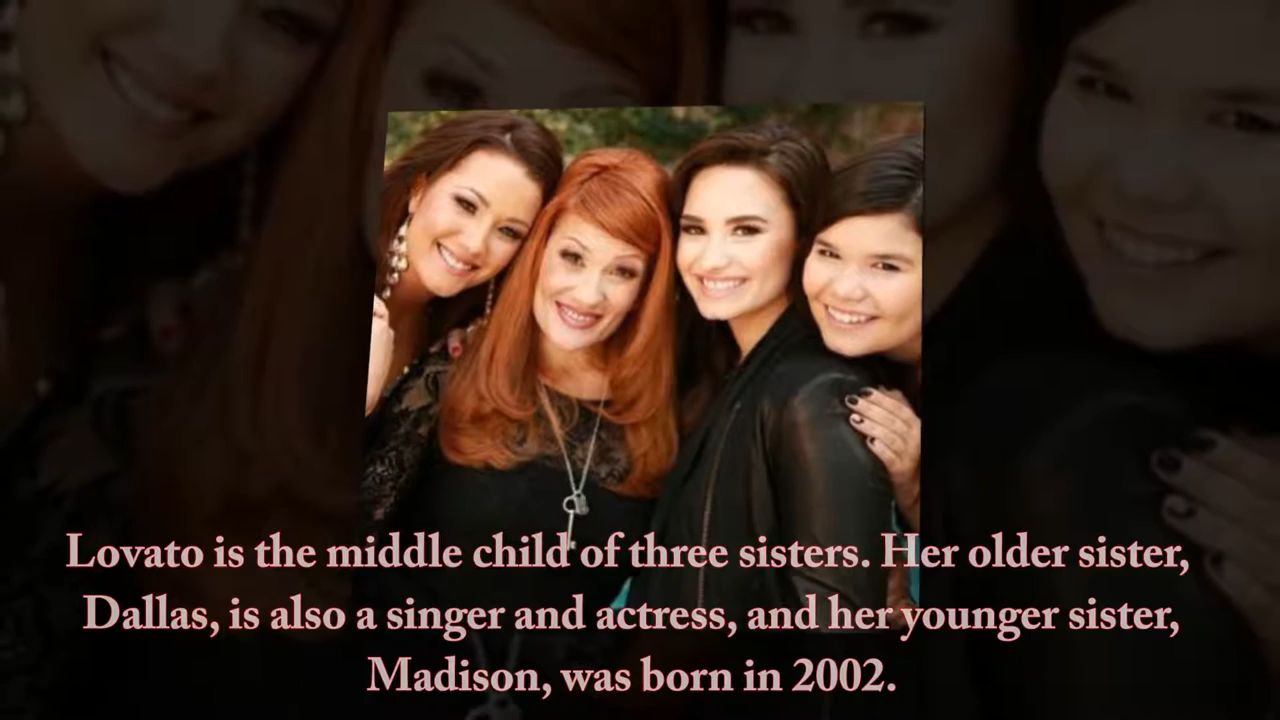 Lovato is the middle child of three sisters. Her older sister,
Dallas, is also a singer and actress, and her younger sister,
Madison, was born in 2002.